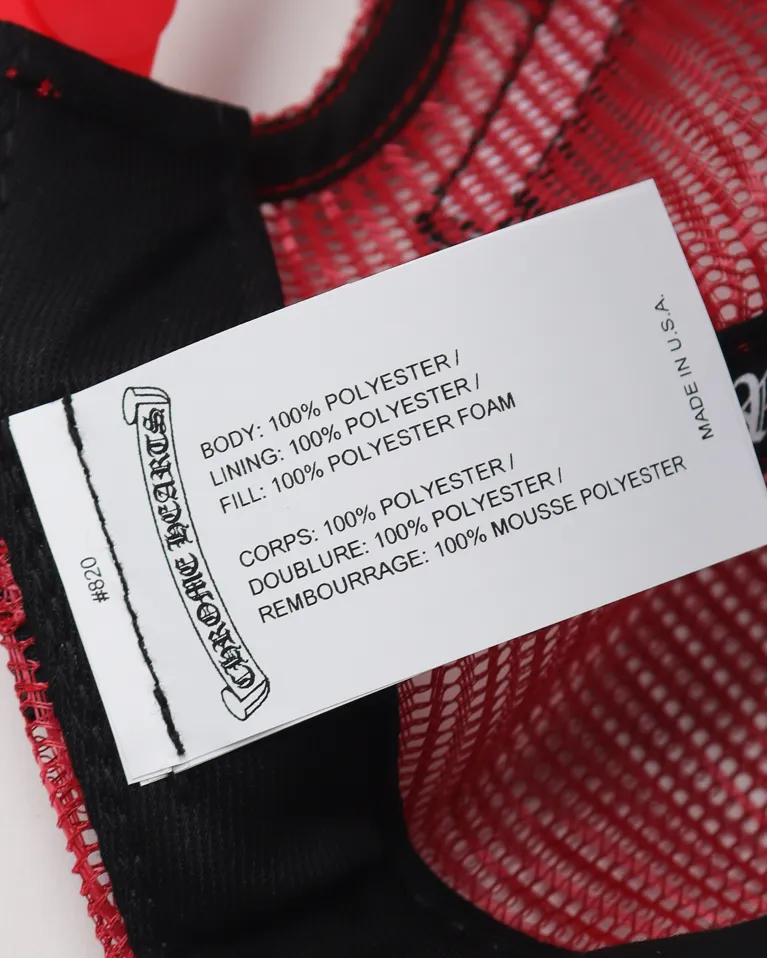 #820
CHROME HEARTS
BODY: 100% POLYESTER /
LINING: 100% POLYESTER /
FILL: 100% POLYESTER FOAM
CORPS: 100% POLYESTER /
DOUBLURE: 100% POLYESTER /
REMBOURRAGE: 100% MOUSSE POLYESTER
MADE IN U.S.A.